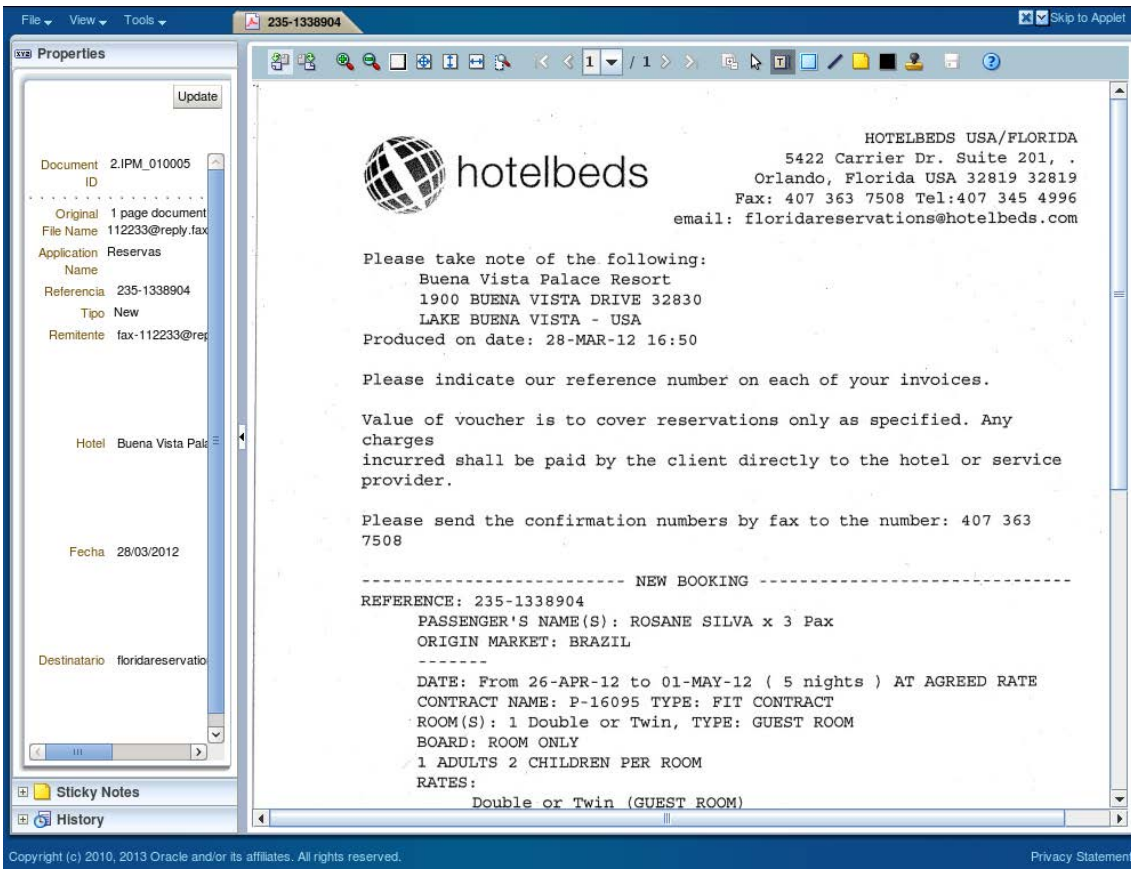 File View Tools
235-1338904
Skip to Applet
Properties
Update
Document ID 2.IPM_010005
Original File Name 1 page document 112233@reply.fax
Application Name Reservas
Referencia 235-1338904
Tipo New
Remitente fax-112233@rep
Hotel Buena Vista Pala
Fecha 28/03/2012
Destinatario floridareservatio
Sticky Notes
History
1 / 1
hotelbeds
HOTELBEDS USA/FLORIDA
5422 Carrier Dr. Suite 201, .
Orlando, Florida USA 32819 32819
Fax: 407 363 7508 Tel:407 345 4996
email: floridareservations@hotelbeds.com
Please take note of the following:
Buena Vista Palace Resort
1900 BUENA VISTA DRIVE 32830
LAKE BUENA VISTA - USA
Produced on date: 28-MAR-12 16:50
Please indicate our reference number on each of your invoices.
Value of voucher is to cover reservations only as specified. Any
charges
incurred shall be paid by the client directly to the hotel or service
provider.
Please send the confirmation numbers by fax to the number: 407 363
7508
-------------------------- NEW BOOKING -------------------------------
REFERENCE: 235-1338904
PASSENGER'S NAME(S): ROSANE SILVA x 3 Pax
ORIGIN MARKET: BRAZIL
-------
DATE: From 26-APR-12 to 01-MAY-12 ( 5 nights ) AT AGREED RATE
CONTRACT NAME: P-16095 TYPE: FIT CONTRACT
ROOM(S): 1 Double or Twin, TYPE: GUEST ROOM
BOARD: ROOM ONLY
1 ADULTS 2 CHILDREN PER ROOM
RATES:
Double or Twin (GUEST ROOM)
Copyright (c) 2010, 2013 Oracle and/or its affiliates. All rights reserved.
Privacy Statement